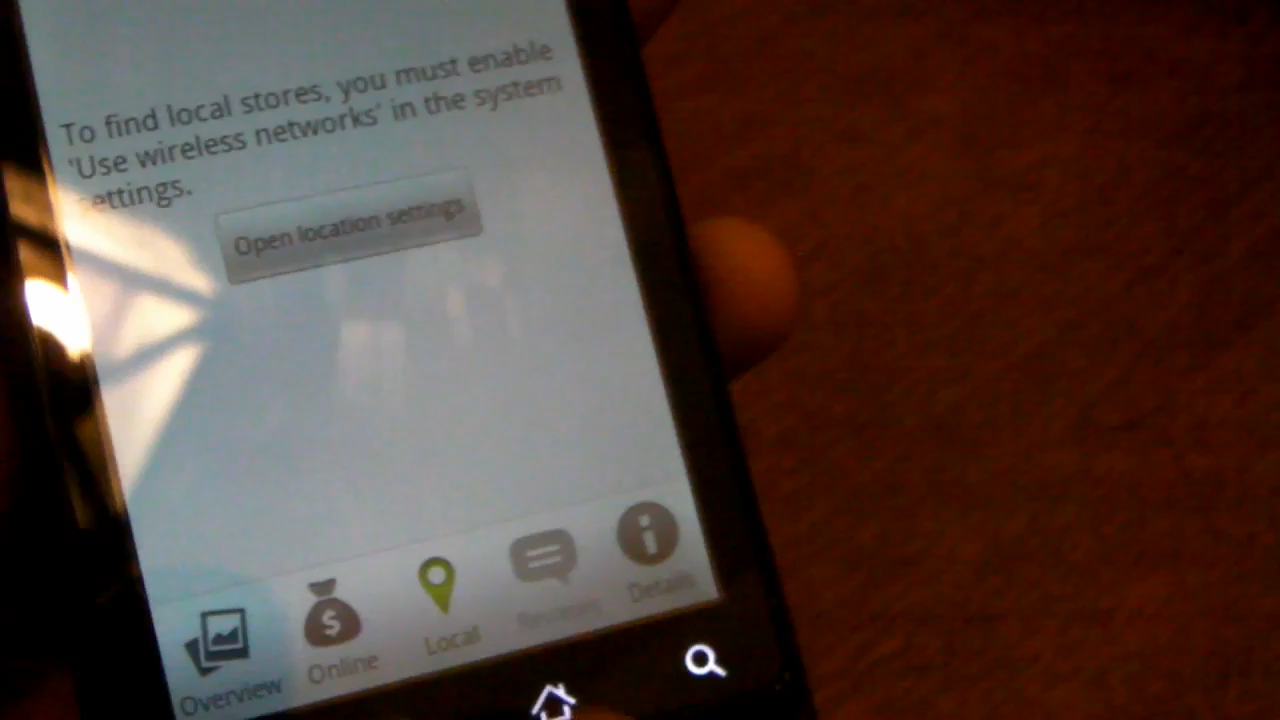 To find local stores, you must enable
'Use wireless networks' in the system
settings.
Open location settings
Overview
Online
Local
Reviews
Details